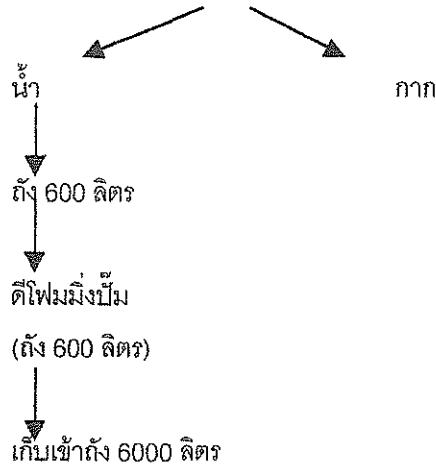 น้ำ กาก
ถัง 600 ลิตร
ดีโฟมมิ่งปั๊ม
(ถัง 600 ลิตร)
เก็บเข้าถัง 6000 ลิตร